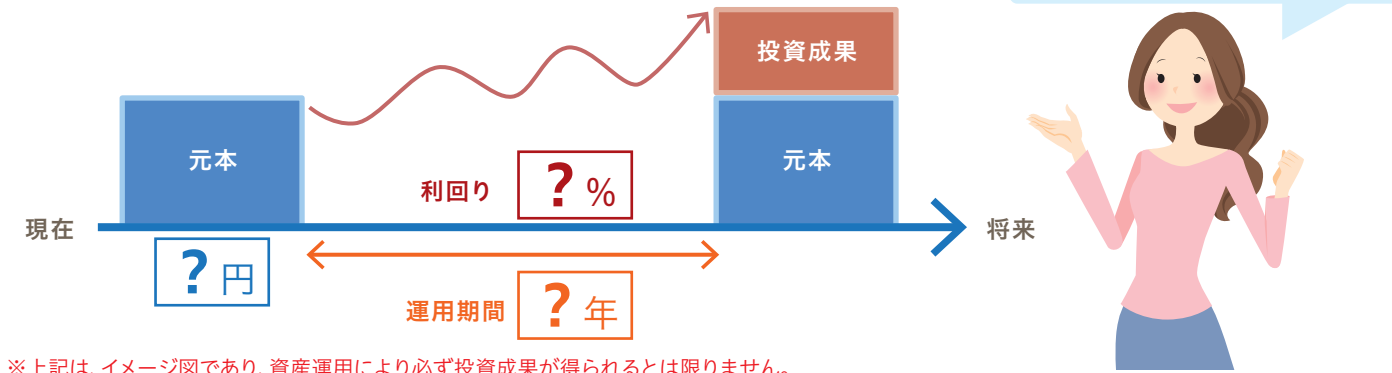 投資成果
元本
元本
利回り
?%
現在
将来
?円
運用期間
?年
※上記は、イメージ図であり、資産運用により必ず投資成果が得られるとは限りません。